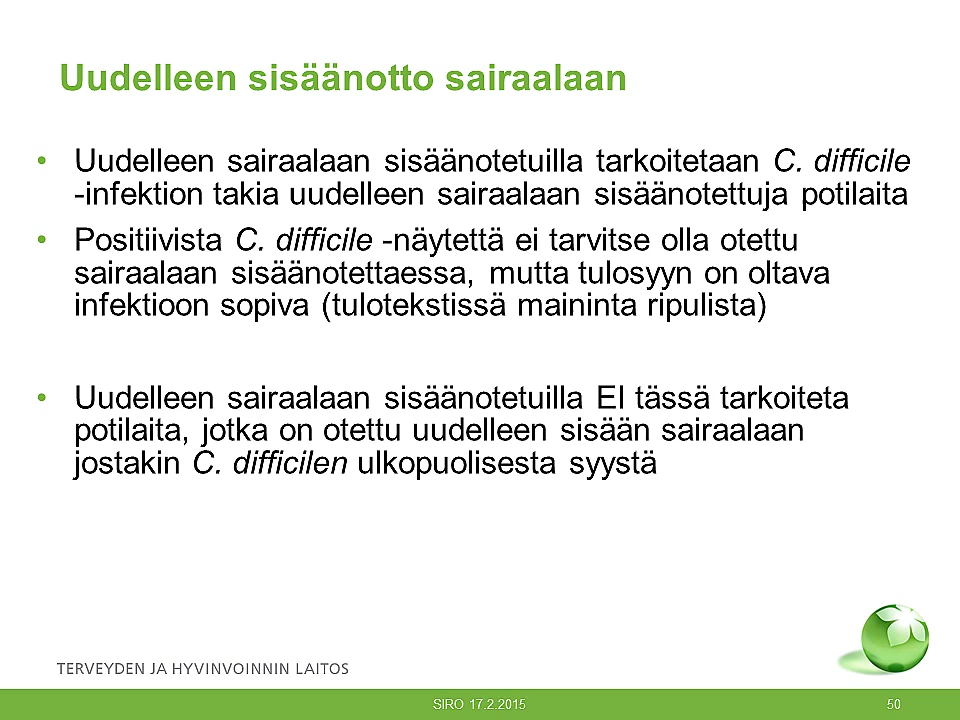 Uudelleen sisäänotto sairaalaan
• Uudelleen sairaalaan sisäänotetuilla tarkoitetaan C. difficile
-infektion takia uudelleen sairaalaan sisäänotettuja potilaita
• Positiivista C. difficile -näytettä ei tarvitse olla otettu
sairaalaan sisäänotettaessa, mutta tulosyyn on oltava
infektioon sopiva (tulotekstissä maininta ripulista)
• Uudelleen sairaalaan sisäänotetuilla EI tässä tarkoiteta
potilaita, jotka on otettu uudelleen sisään sairaalaan
jostakin C. difficilen ulkopuolisesta syystä
TERVEYDEN JA HYVINVOINNIN LAITOS
SIRO 17.2.2015 50